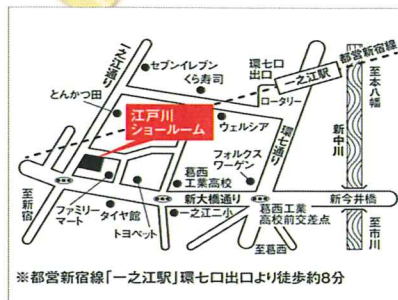 一之江通り
セブンイレブン
くら寿司
環七口
出口
一之江駅
都営新宿線
至本八幡
とんかつ田
江戸川
ショールーム
ロータリー
ウェルシア
環七通り
新中川
フォルクス
ワーゲン
葛西
工業高校
至新宿
ファミリー
マート
タイヤ館
トヨペット
新大橋通り
一之江二小
葛西工業
高校前交差点
新今井橋
至葛西
至市川
※都営新宿線「一之江駅」環七口出口より徒歩約8分